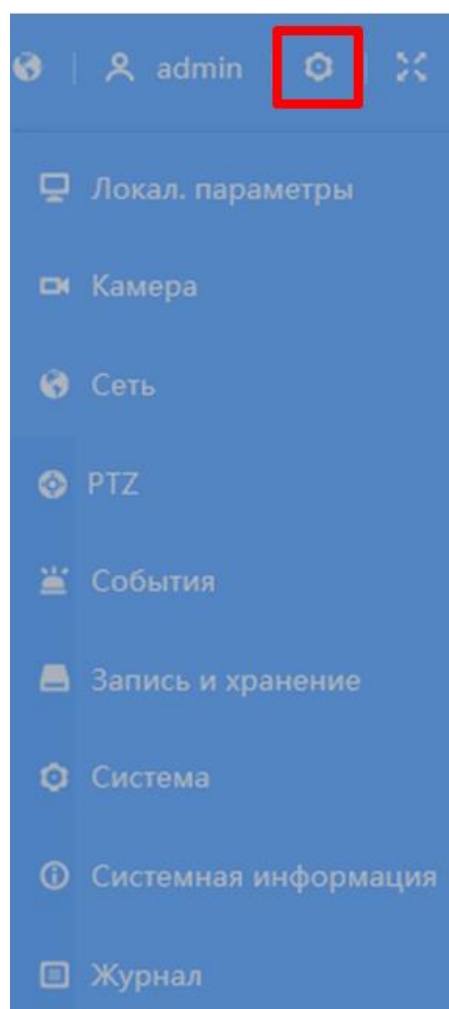 admin
Локал. параметры
Камера
Сеть
PTZ
События
Запись и хранение
Система
Системная информация
Журнал